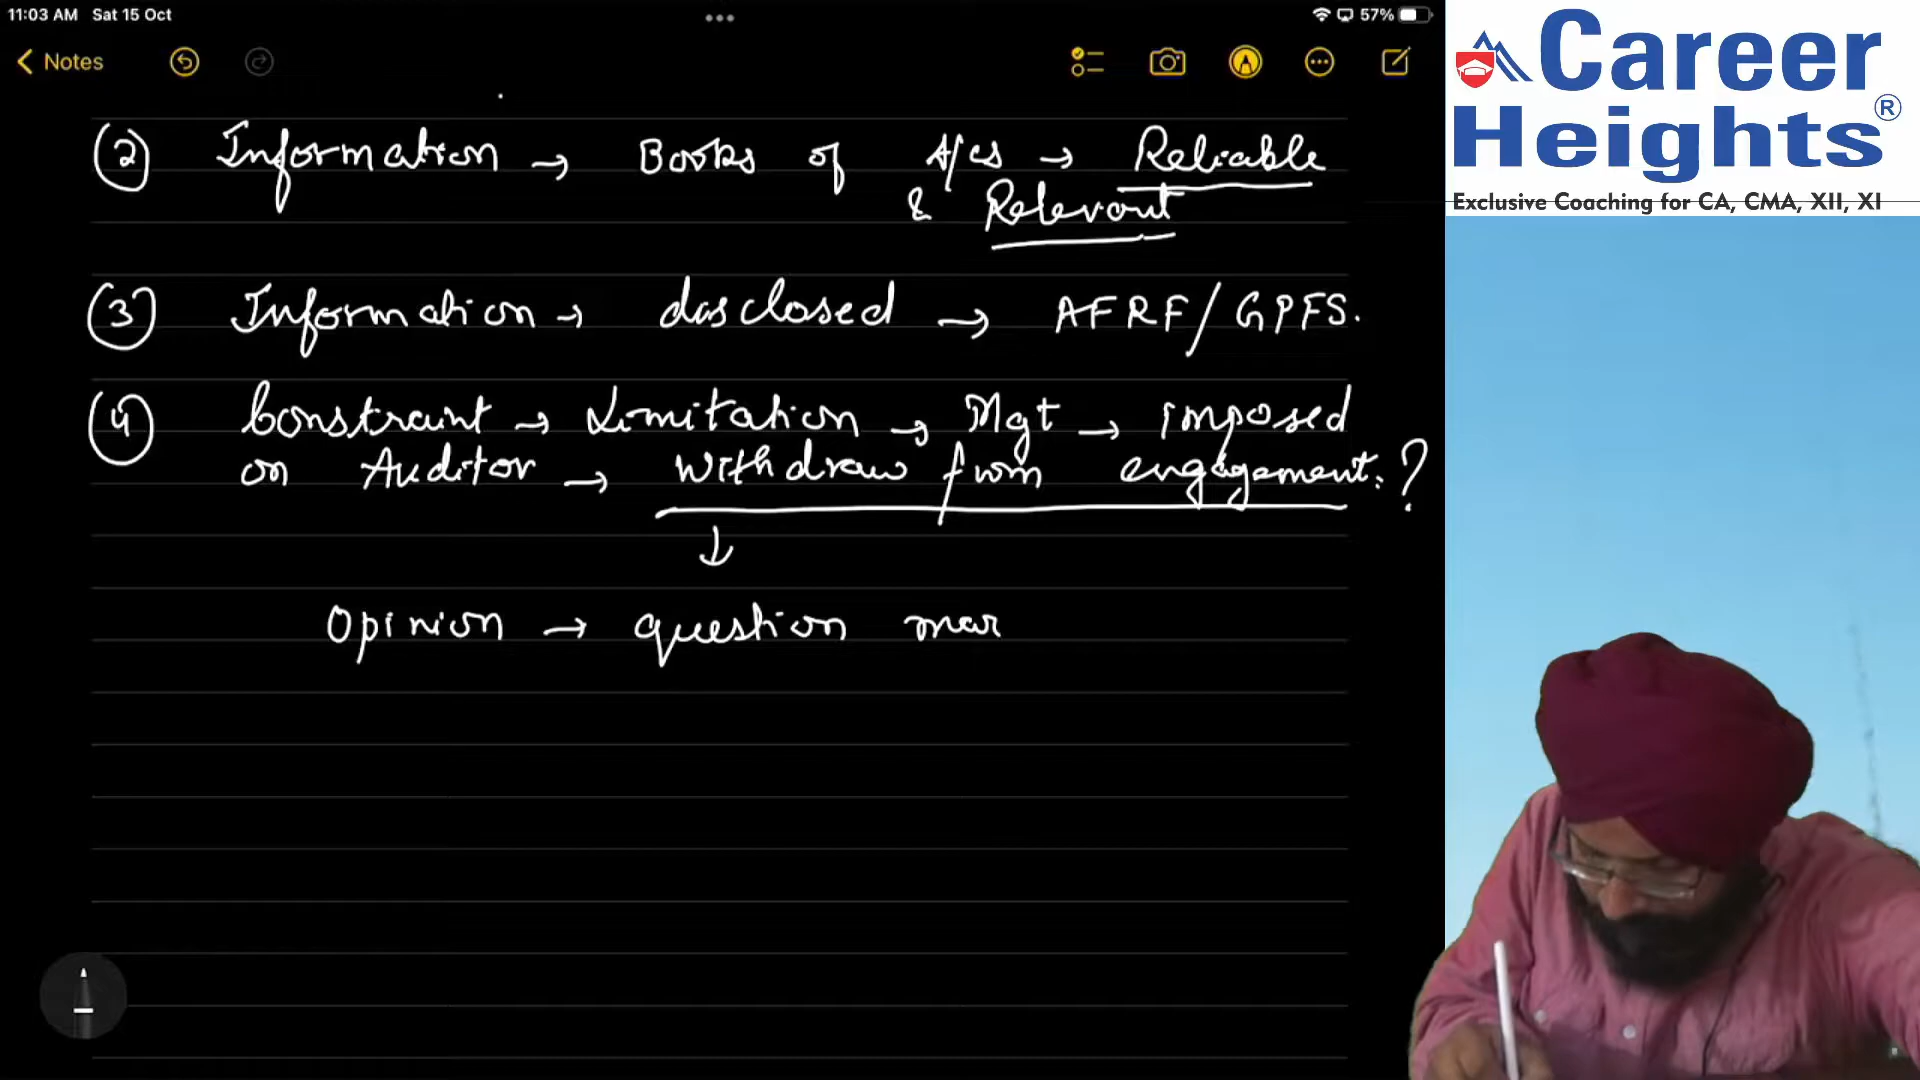 11:03 AM Sat 15 Oct
57%
Notes
(2) Information → Books of A/cs → Reliable
& Relevant
(3) Information → disclosed → AFRF/GPFS.
(4) Constraint → Limitation → Mgt → imposed
on Auditor → withdraw from engagement. ?
↓
Opinion → question mar
Career
Heights®
Exclusive Coaching for CA, CMA, XII, XI